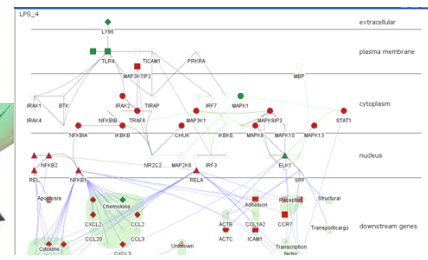 LPS_4
extracellular
LY96
plasma membrane
TLR4 TICAM1 PRKRA
MAP3K7IP2 MBP
IRAK1 BTK IRAK2 TIRAP IRF7 MAPK1 cytoplasm
IRAK4 NFKBIB TRAF6 MAP3K1 MAPK8IP3 STAT1
NFKBIA IKBKB CHUK IKBKE MAPK8 MAPK10 MAPK13
nucleus
NFKB2 NR2C2 MAP2K6 IRF3 ELK1
REL NFKB1 RELA SRF
Apoptosis Chemokine Adhesion Receptor Structural
CXCL2 CCL2 ACTB COL1A2 CCR7 Transport/cargo downstream genes
CCL20 CXCL3 ACTC ICAM1
Cytokine CCL3 Unknown Transcription factor